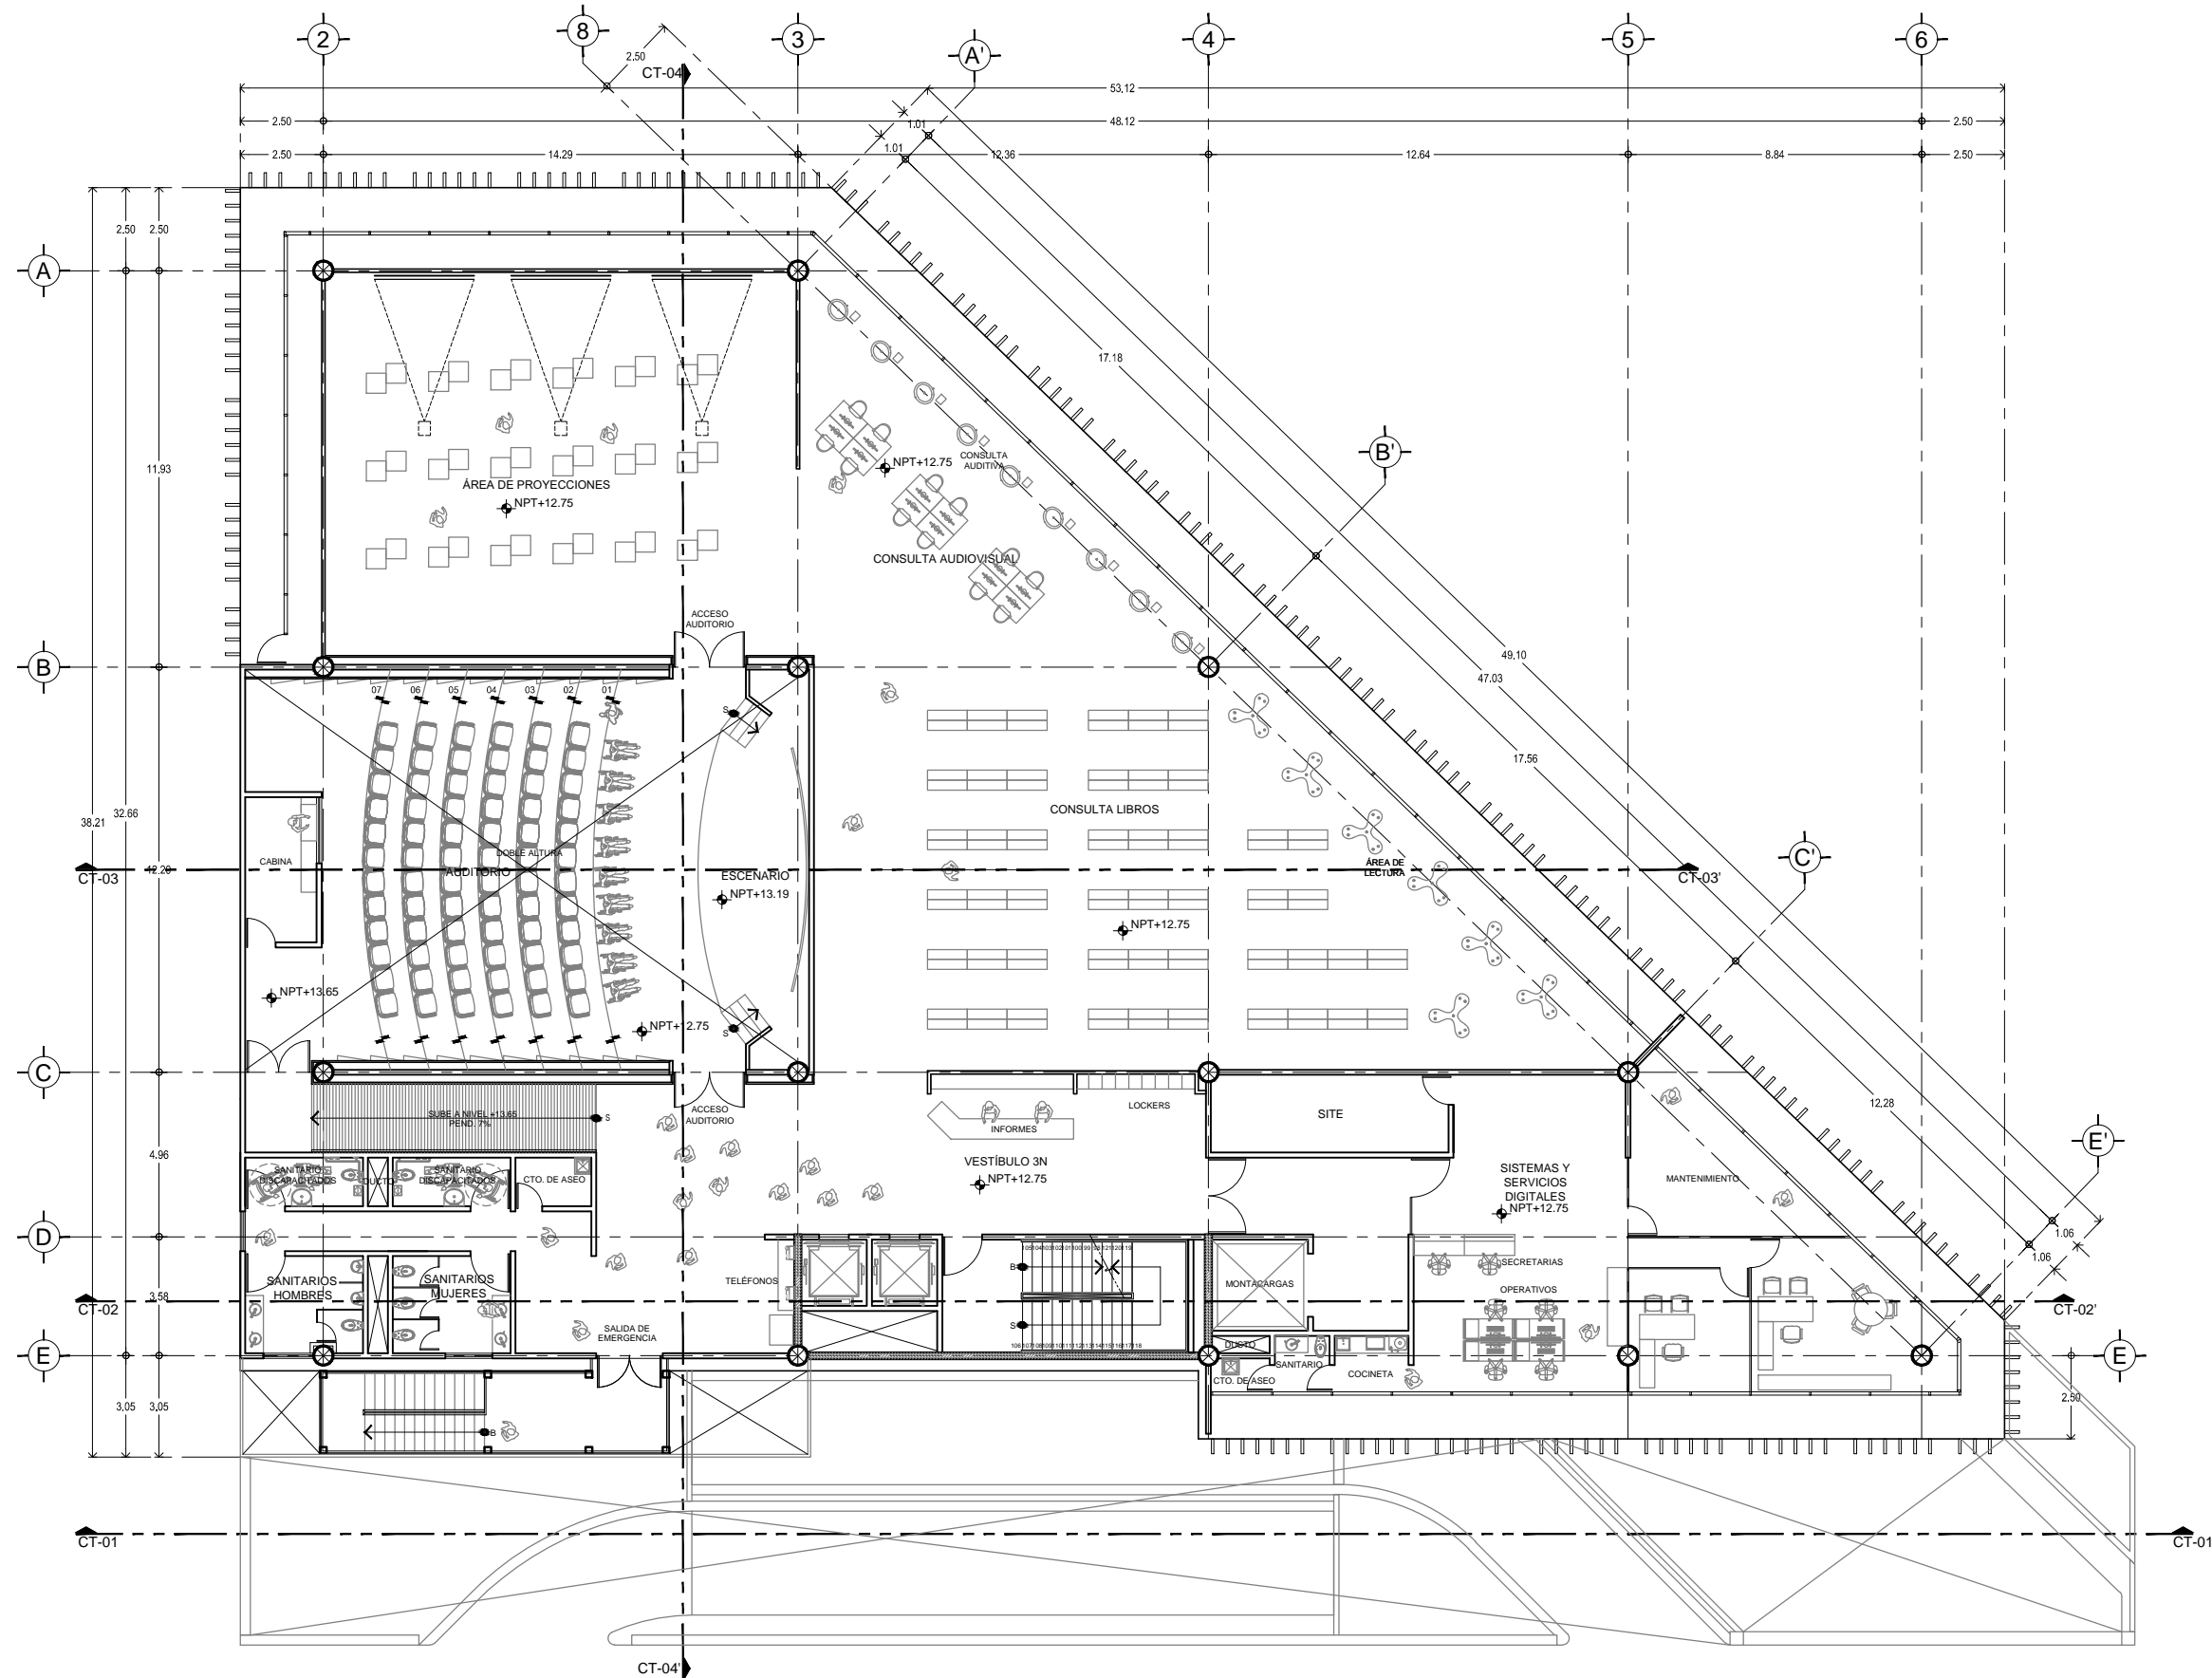 2
8
3
A'
4
5
6
2.50
CT-04
53.12
2.50
48.12
2.50
1.01
2.50
14.29
1.01
12.36
12.64
8.84
2.50
2.50
2.50
A
17.18
11.93
B'
CONSULTA
AUDITIVA
NPT+12.75
ÁREA DE PROYECCIONES
NPT+12.75
CONSULTA AUDIOVISUAL
ACCESO
AUDITORIO
B
49.10
47.03
07
06
05
04
03
02
01
S
17.56
38.21
32.66
CONSULTA LIBROS
CABINA
DOBLE ALTURA
AUDITORIO
ESCENARIO
NPT+13.19
ÁREA DE
LECTURA
C'
CT-03
12.20
CT-03'
NPT+12.75
NPT+13.65
NPT+12.75
S
C
ACCESO
AUDITORIO
LOCKERS
SITE
12.28
SUBE A NIVEL +13.65
PEND. 7%
S
INFORMES
E'
4.96
SANITARIO
DISCAPACITADOS
DUCTO
SANITARIO
DISCAPACITADOS
CTO. DE ASEO
VESTÍBULO 3N
NPT+12.75
SISTEMAS Y
SERVICIOS
DIGITALES
NPT+12.75
MANTENIMIENTO
D
1.06
1.06
B
SECRETARIAS
SANITARIOS
HOMBRES
SANITARIOS
MUJERES
TELÉFONOS
MONTACARGAS
OPERATIVOS
CT-02
3.58
CT-02'
SALIDA DE
EMERGENCIA
S
DUCTO
E
SANITARIO
COCINETA
CTO. DE ASEO
E
2.50
3.05
3.05
B
CT-01
CT-01
CT-04'